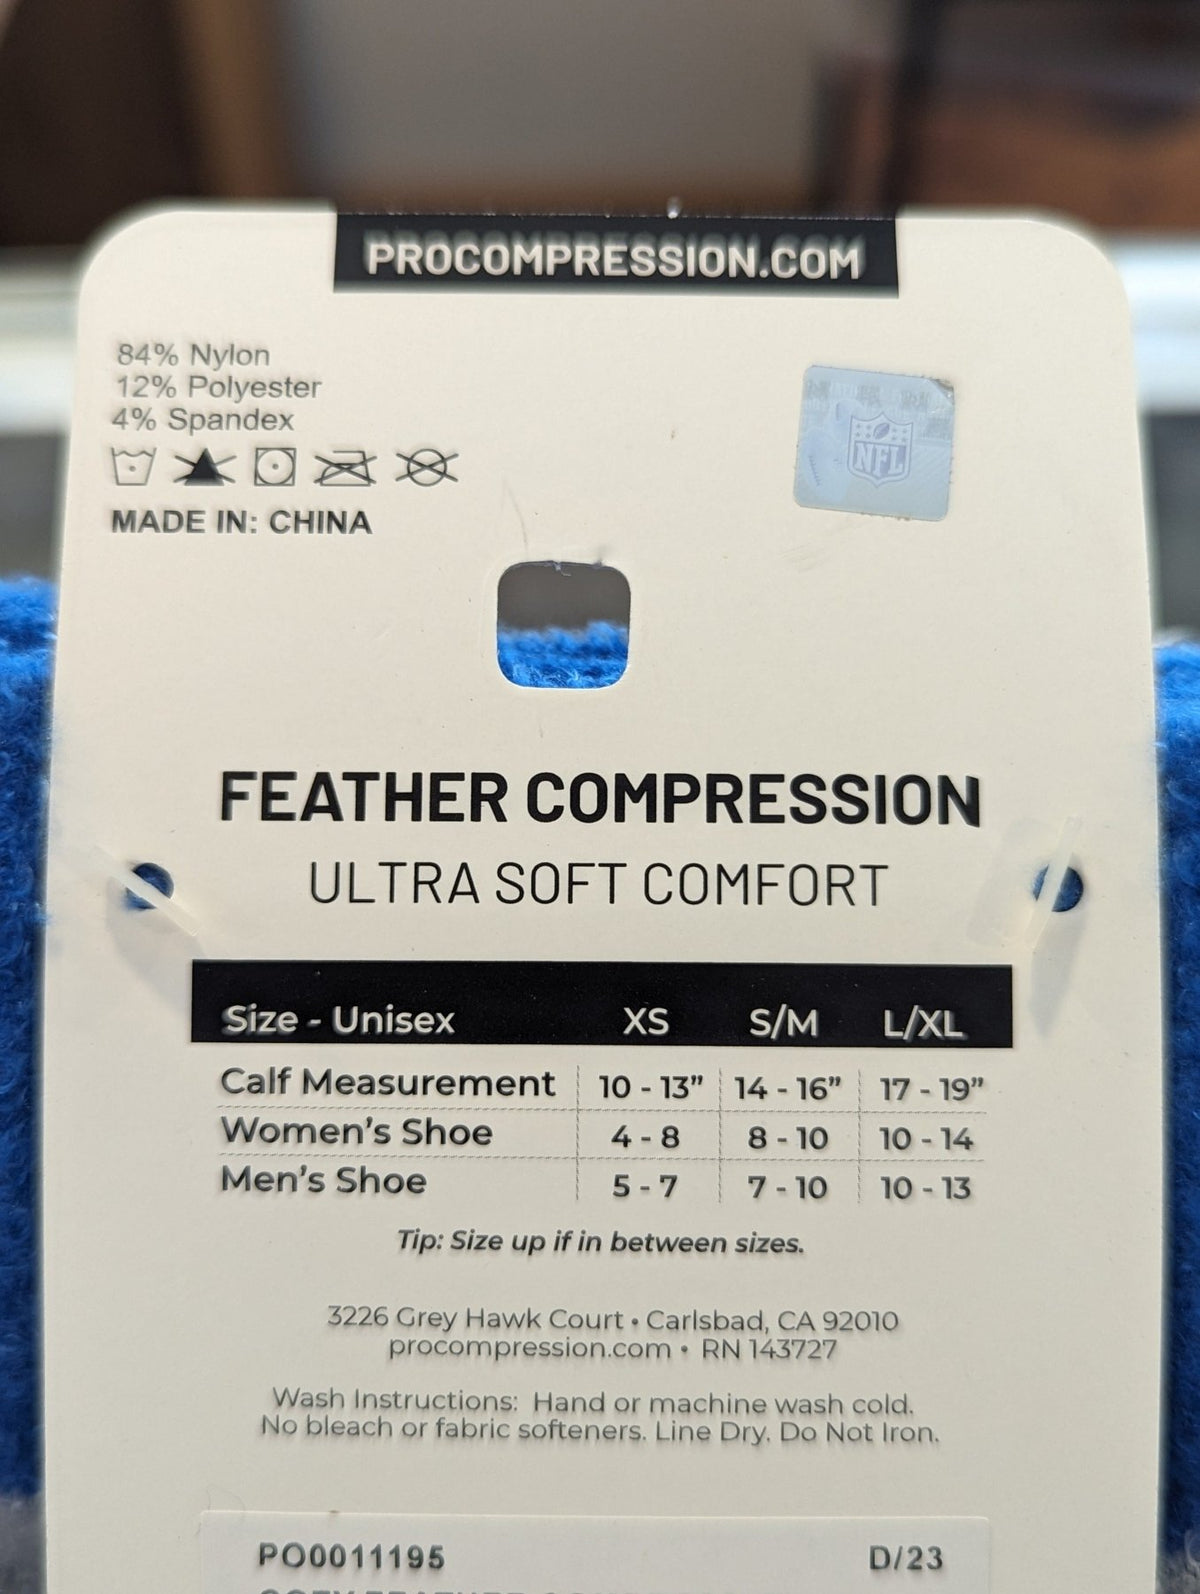 PROCOMPRESSION.COM
84% Nylon
12% Polyester
4% Spandex
MADE IN: CHINA
NFL
FEATHER COMPRESSION
ULTRA SOFT COMFORT
Size - Unisex XS S/M L/XL
Calf Measurement 10 - 13” 14 - 16” 17 - 19”
Women’s Shoe 4 - 8 8 - 10 10 - 14
Men’s Shoe 5 - 7 7 - 10 10 - 13
Tip: Size up if in between sizes.
3226 Grey Hawk Court • Carlsbad, CA 92010
procompression.com • RN 143727
Wash Instructions: Hand or machine wash cold.
No bleach or fabric softeners. Line Dry. Do Not Iron.
PO0011195 D/23